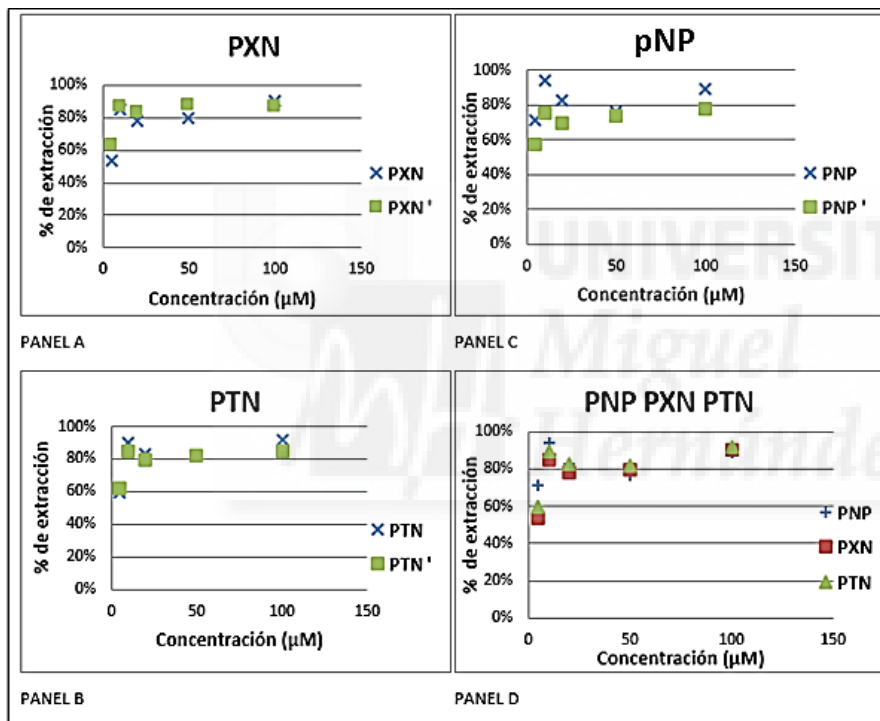 PXN
100%
80%
60%
40%
20%
0%
% de extracción
0 50 100 150
Concentración (µM)
PXN
PXN '
PANEL A
pNP
100%
80%
60%
40%
20%
0%
% de extracción
0 50 100 150
Concentración (µM)
PNP
PNP '
PANEL C
PTN
100%
80%
60%
40%
20%
0%
% de extracción
0 50 100 150
Concentración (µM)
PTN
PTN '
PANEL B
PNP PXN PTN
100%
80%
60%
40%
20%
0%
% de extracción
0 50 100 150
Concentración (µM)
PNP
PXN
PTN
PANEL D
UNIVERSIT
Miguel
Hernánde